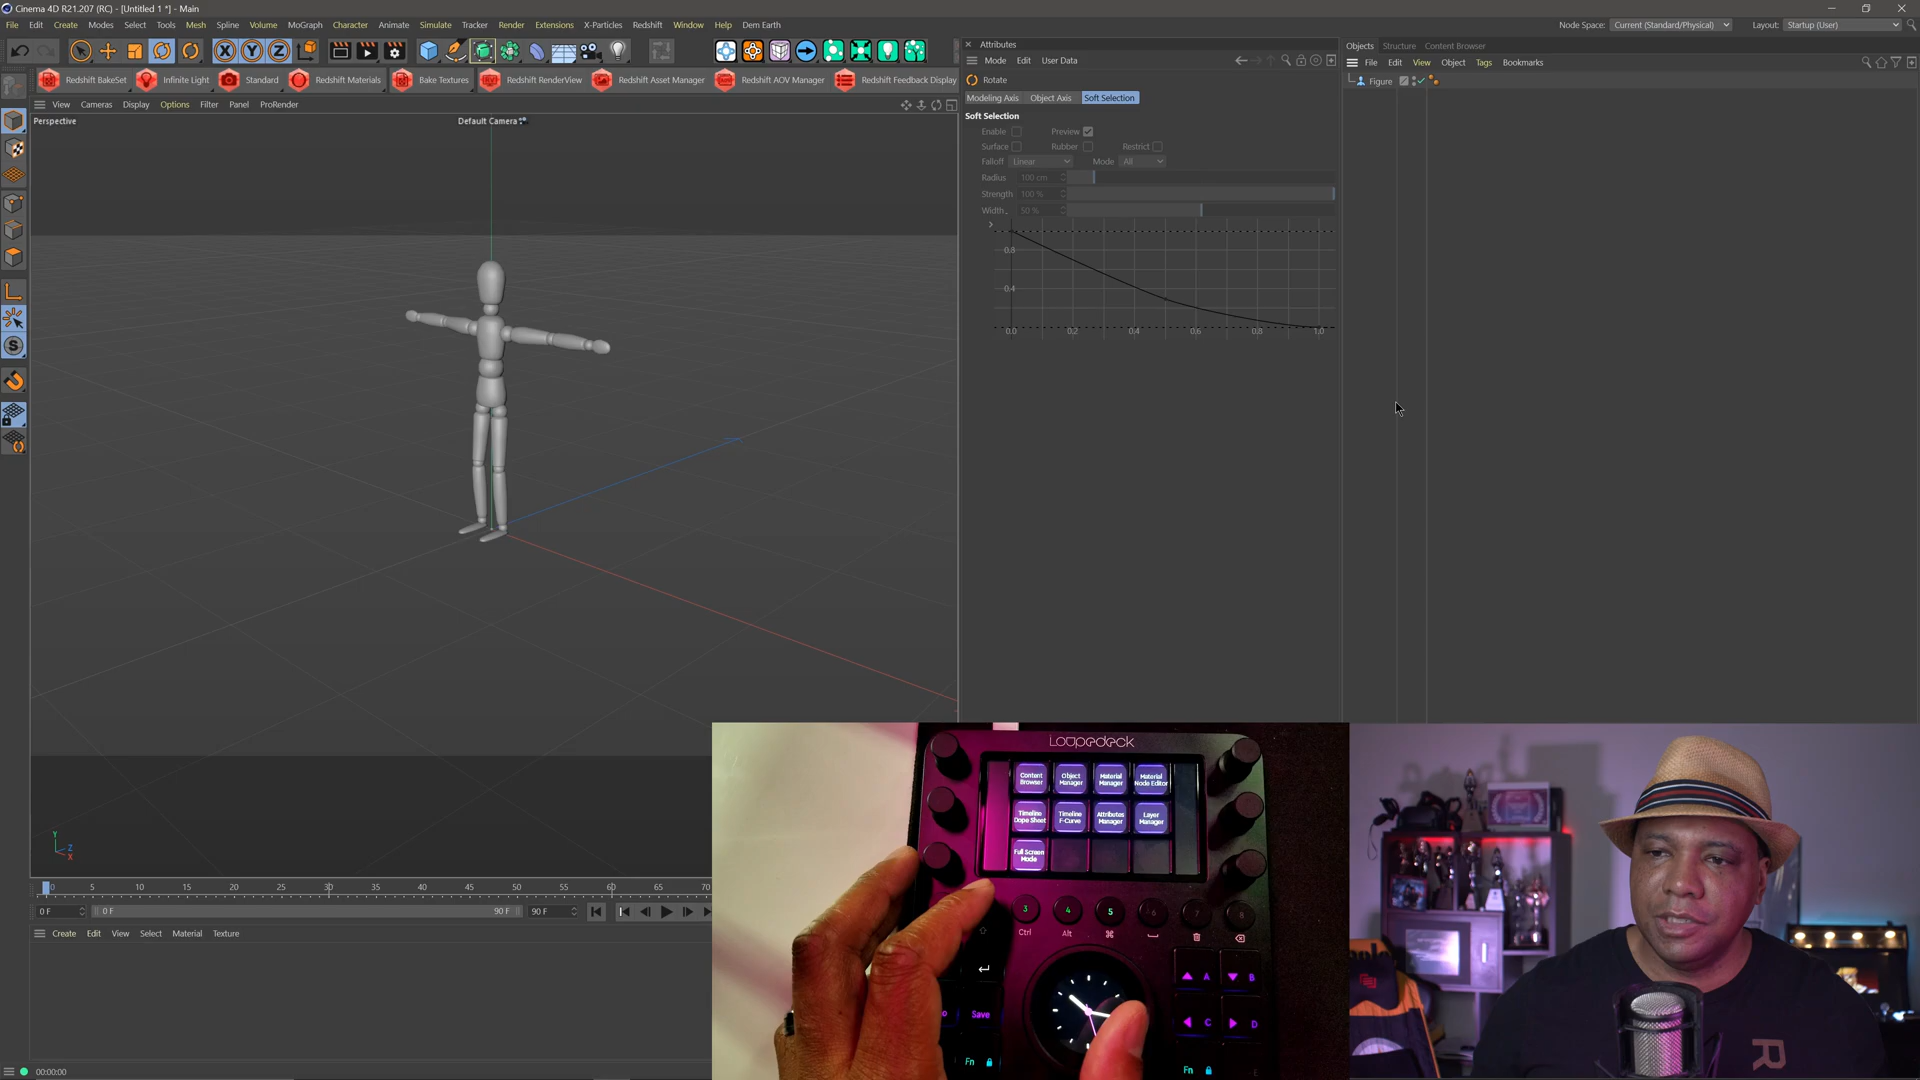 Cinema 4D R21.207 (RC) - [Untitled 1 *] - Main
File Edit Create Modes Select Tools Mesh Spline Volume MoGraph Character Animate Simulate Tracker Render Extensions X-Particles Redshift Window Help Dem Earth
Node Space: Current (Standard/Physical) Layout: Startup (User)
X Y Z
Redshift BakeSet Infinite Light Standard Redshift Materials Bake Textures Redshift RenderView Redshift Asset Manager Redshift AOV Manager Redshift Feedback Display
View Cameras Display Options Filter Panel ProRender
Perspective
Default Camera
Attributes
Mode Edit User Data
Rotate
Modeling Axis Object Axis Soft Selection
Soft Selection
Enable Preview
Surface Rubber Restrict
Falloff Linear Mode All
Radius 100 cm
Strength 100 %
Width 50 %
0.8
0.4
0.0 0.2 0.4 0.6 0.8 1.0
Objects Structure Content Browser
File Edit View Object Tags Bookmarks
Figure
S
Y
Z
X
0 5 10 15 20 25 30 35 40 45 50 55 60 65 70
0 F 0 F 90 F 90 F
Create Edit View Select Material Texture
00:00:00
Loupedeck
Content Browser
Object Manager
Material Manager
Material Node Editor
Timeline Dope Sheet
Timeline F-Curve
Attributes Manager
Layer Manager
Full Screen Mode
3 4 5 6 7 8
Ctrl Alt ⌘
A B
Save
C D
Fn Fn
E
R